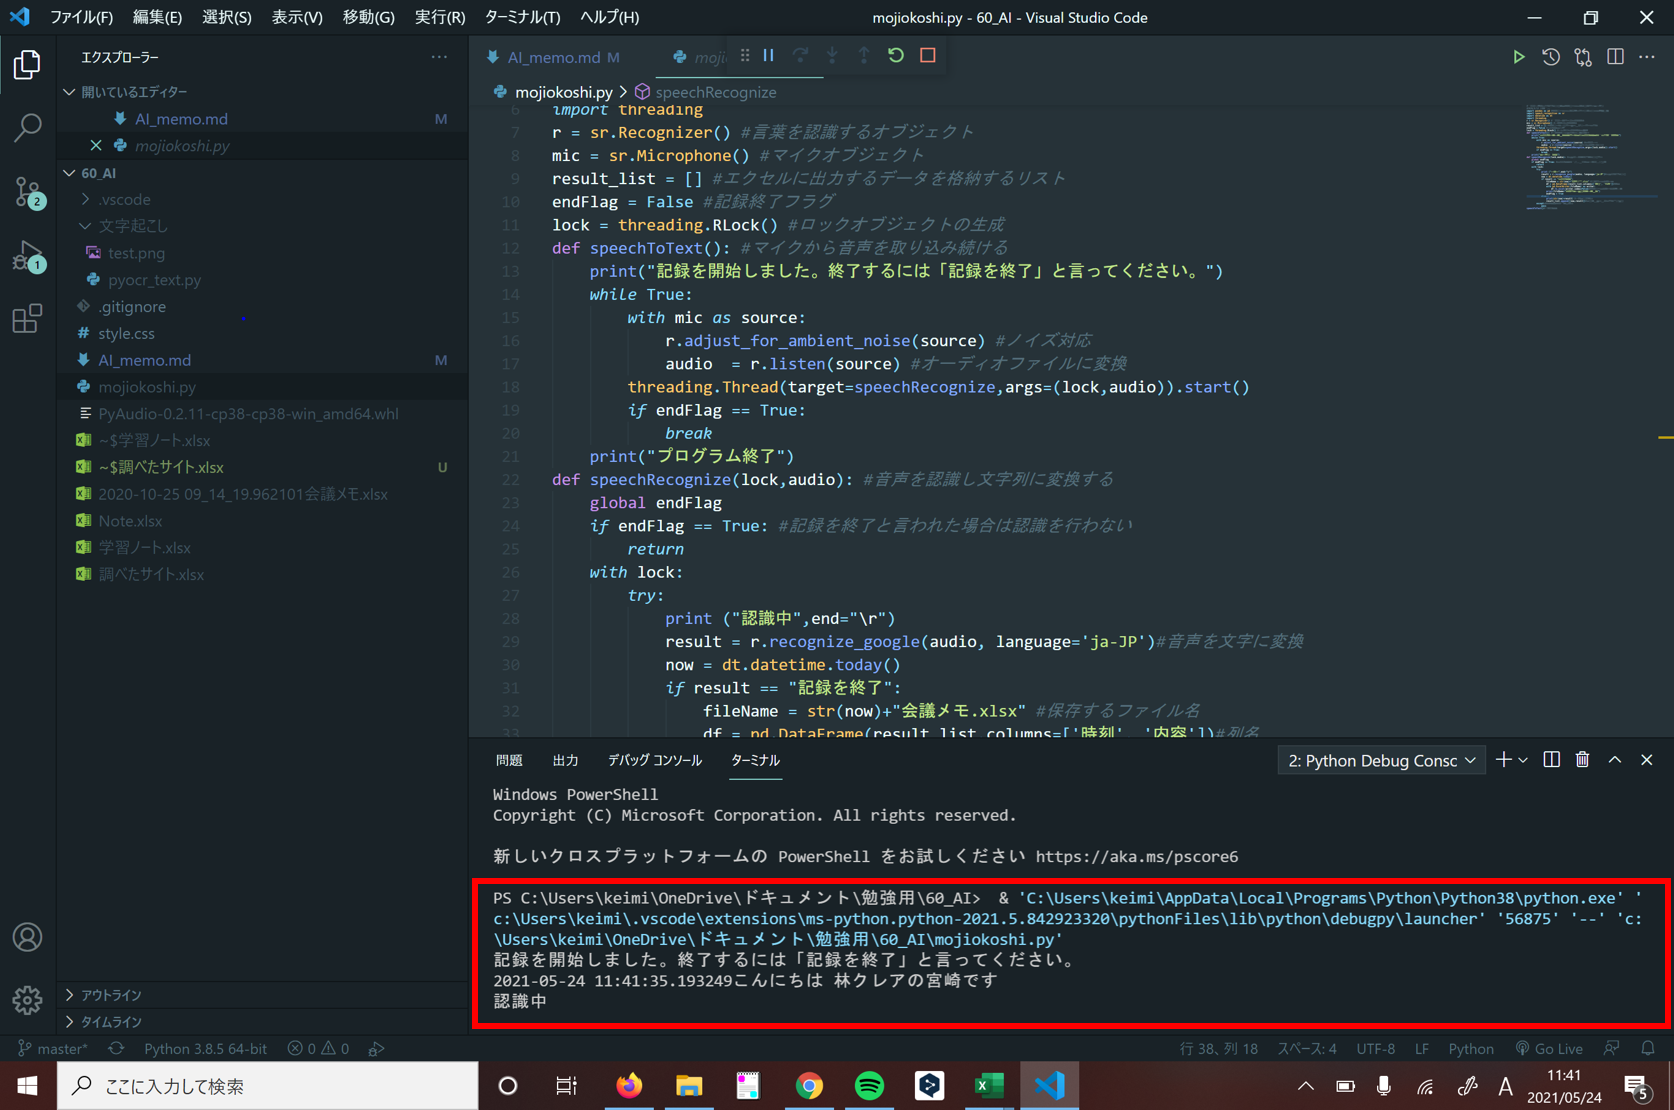 ファイル(F) 編集(E) 選択(S) 表示(V) 移動(G) 実行(R) ターミナル(T) ヘルプ(H)
mojiokoshi.py - 60_AI - Visual Studio Code
エクスプローラー
開いているエディター
AI_memo.md M
mojiokoshi.py
60_AI
.vscode
文字起こし
test.png
pyocr_text.py
.gitignore
style.css
AI_memo.md M
mojiokoshi.py
PyAudio-0.2.11-cp38-cp38-win_amd64.whl
~$学習ノート.xlsx
~$調べたサイト.xlsx U
2020-10-25 09_14_19.962101会議メモ.xlsx
Note.xlsx
学習ノート.xlsx
調べたサイト.xlsx
アウトライン
タイムライン
2
1
AI_memo.md M
moji
mojiokoshi.py > speechRecognize
6 import threading
7 r = sr.Recognizer() #言葉を認識するオブジェクト
8 mic = sr.Microphone() #マイクオブジェクト
9 result_list = [] #エクセルに出力するデータを格納するリスト
10 endFlag = False #記録終了フラグ
11 lock = threading.RLock() #ロックオブジェクトの生成
12 def speechToText(): #マイクから音声を取り込み続ける
13 print("記録を開始しました。終了するには「記録を終了」と言ってください。")
14 while True:
15 with mic as source:
16 r.adjust_for_ambient_noise(source) #ノイズ対応
17 audio  = r.listen(source) #オーディオファイルに変換
18 threading.Thread(target=speechRecognize,args=(lock,audio)).start()
19 if endFlag == True:
20 break
21 print("プログラム終了")
22 def speechRecognize(lock,audio): #音声を認識し文字列に変換する
23 global endFlag
24 if endFlag == True: #記録を終了と言われた場合は認識を行わない
25 return
26 with lock:
27 try:
28 print ("認識中",end="\r")
29 result = r.recognize_google(audio, language='ja-JP')#音声を文字に変換
30 now = dt.datetime.today()
31 if result == "記録を終了":
32 fileName = str(now)+"会議メモ.xlsx" #保存するファイル名
33 df = pd.DataFrame(result_list,columns=['時刻', '内容'])#列名
問題 出力 デバッグ コンソール ターミナル
2: Python Debug Consc
Windows PowerShell
Copyright (C) Microsoft Corporation. All rights reserved.
新しいクロスプラットフォームの PowerShell をお試しください https://aka.ms/pscore6
PS C:\Users\keimi\OneDrive\ドキュメント\勉強用\60_AI>  & 'C:\Users\keimi\AppData\Local\Programs\Python\Python38\python.exe' '
c:\Users\keimi\.vscode\extensions\ms-python.python-2021.5.842923320\pythonFiles\lib\python\debugpy\launcher' '56875' '--' 'c:
\Users\keimi\OneDrive\ドキュメント\勉強用\60_AI\mojiokoshi.py'
記録を開始しました。終了するには「記録を終了」と言ってください。
2021-05-24 11:41:35.193249こんにちは 林クレアの宮崎です
認識中
master* Python 3.8.5 64-bit 0 0
行 38、列 18 スペース: 4 UTF-8 LF Python Go Live
ここに入力して検索
A
11:41
2021/05/24
5